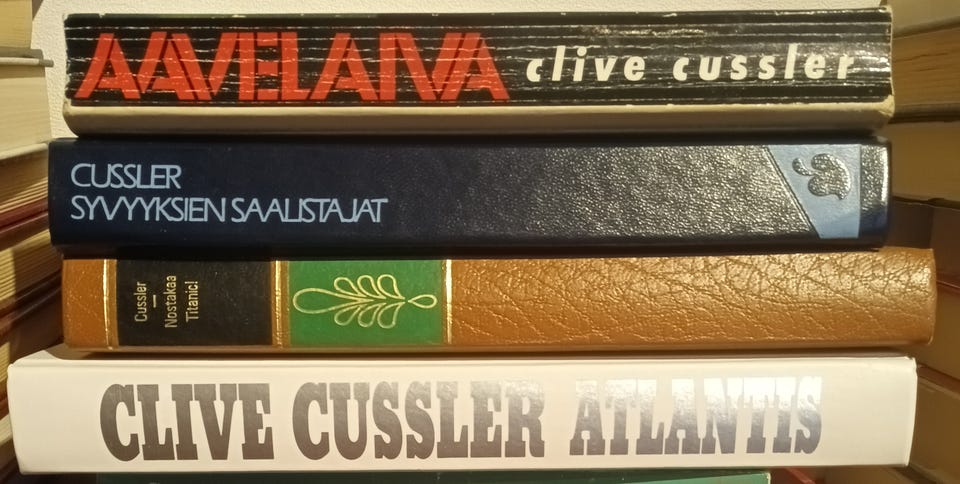 AAVELAIVA clive cussler
CUSSLER
SYVYYKSIEN SAALISTAJAT
Cussler
—
Nostakaa
Titanic!
CLIVE CUSSLER ATLANTIS